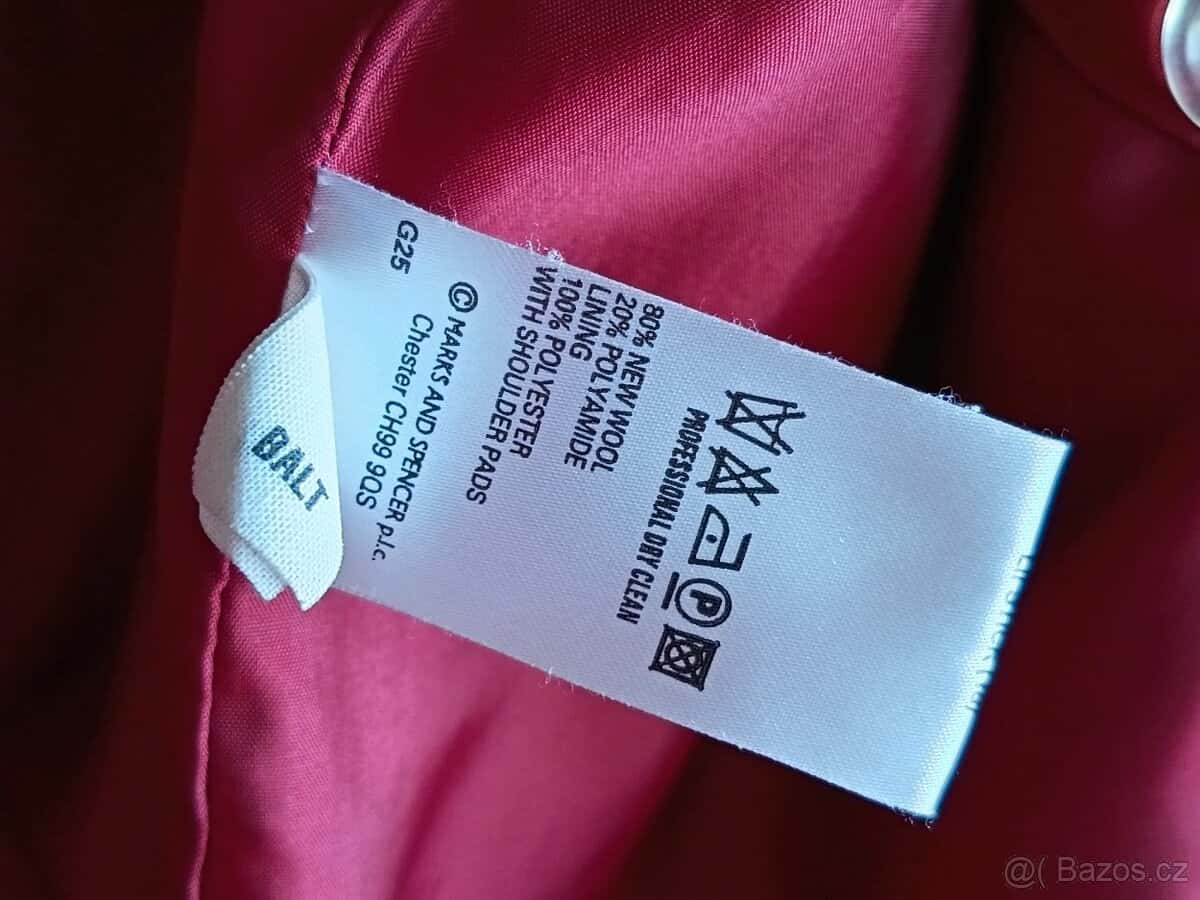 PROFESSIONAL DRY CLEAN
80% NEW WOOL
20% POLYAMIDE
LINING
100% POLYESTER
WITH SHOULDER PADS
© MARKS AND SPENCER p.l.c.
Chester CH99 9QS
G25
BALT
@( Bazos.cz